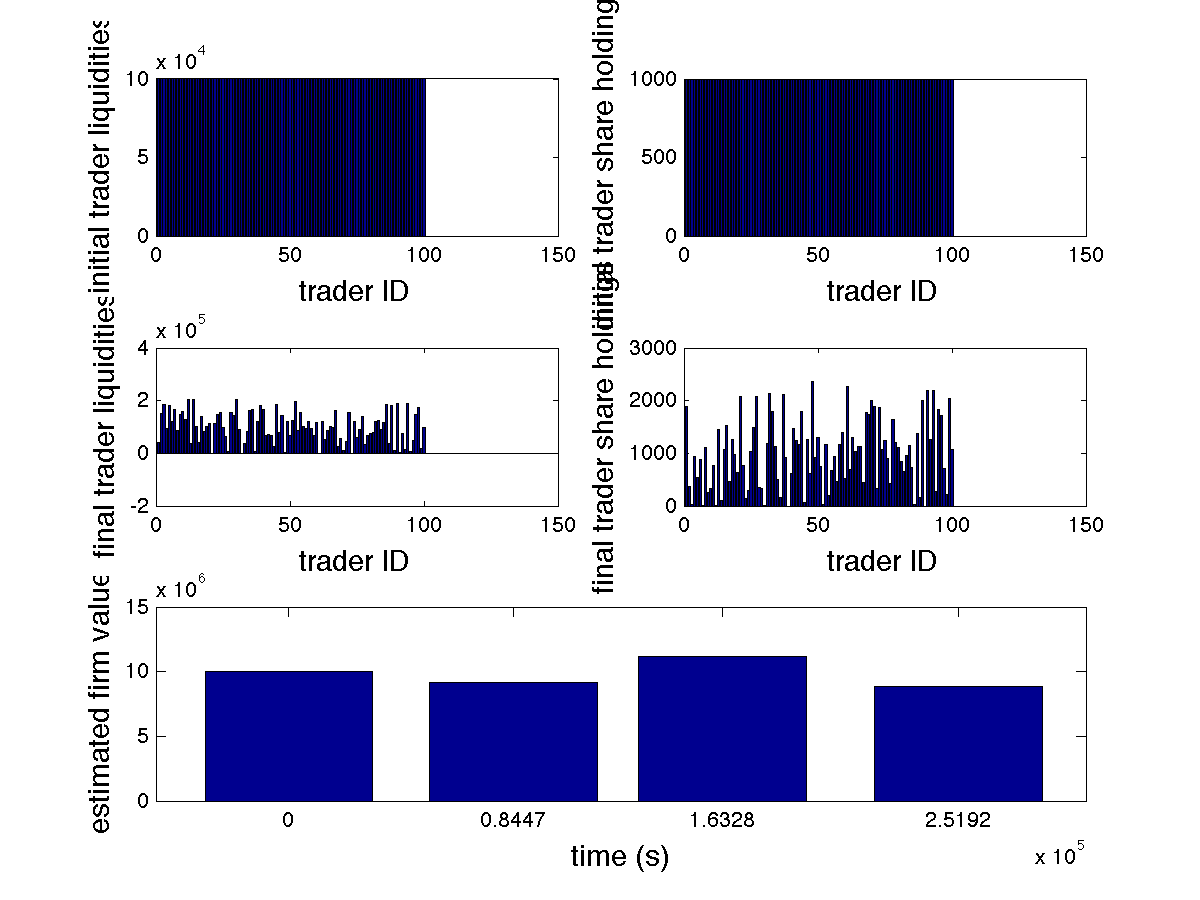 x 10^4
10
5
0
0 50 100 150
trader ID
initial trader liquidities
1000
500
0
0 50 100 150
trader ID
trader share holding
x 10^5
4
2
0
-2
0 50 100 150
trader ID
final trader liquidities
3000
2000
1000
0
0 50 100 150
trader ID
final trader share holdings
x 10^6
15
10
5
0
0 0.8447 1.6328 2.5192
x 10^5
time (s)
estimated firm value